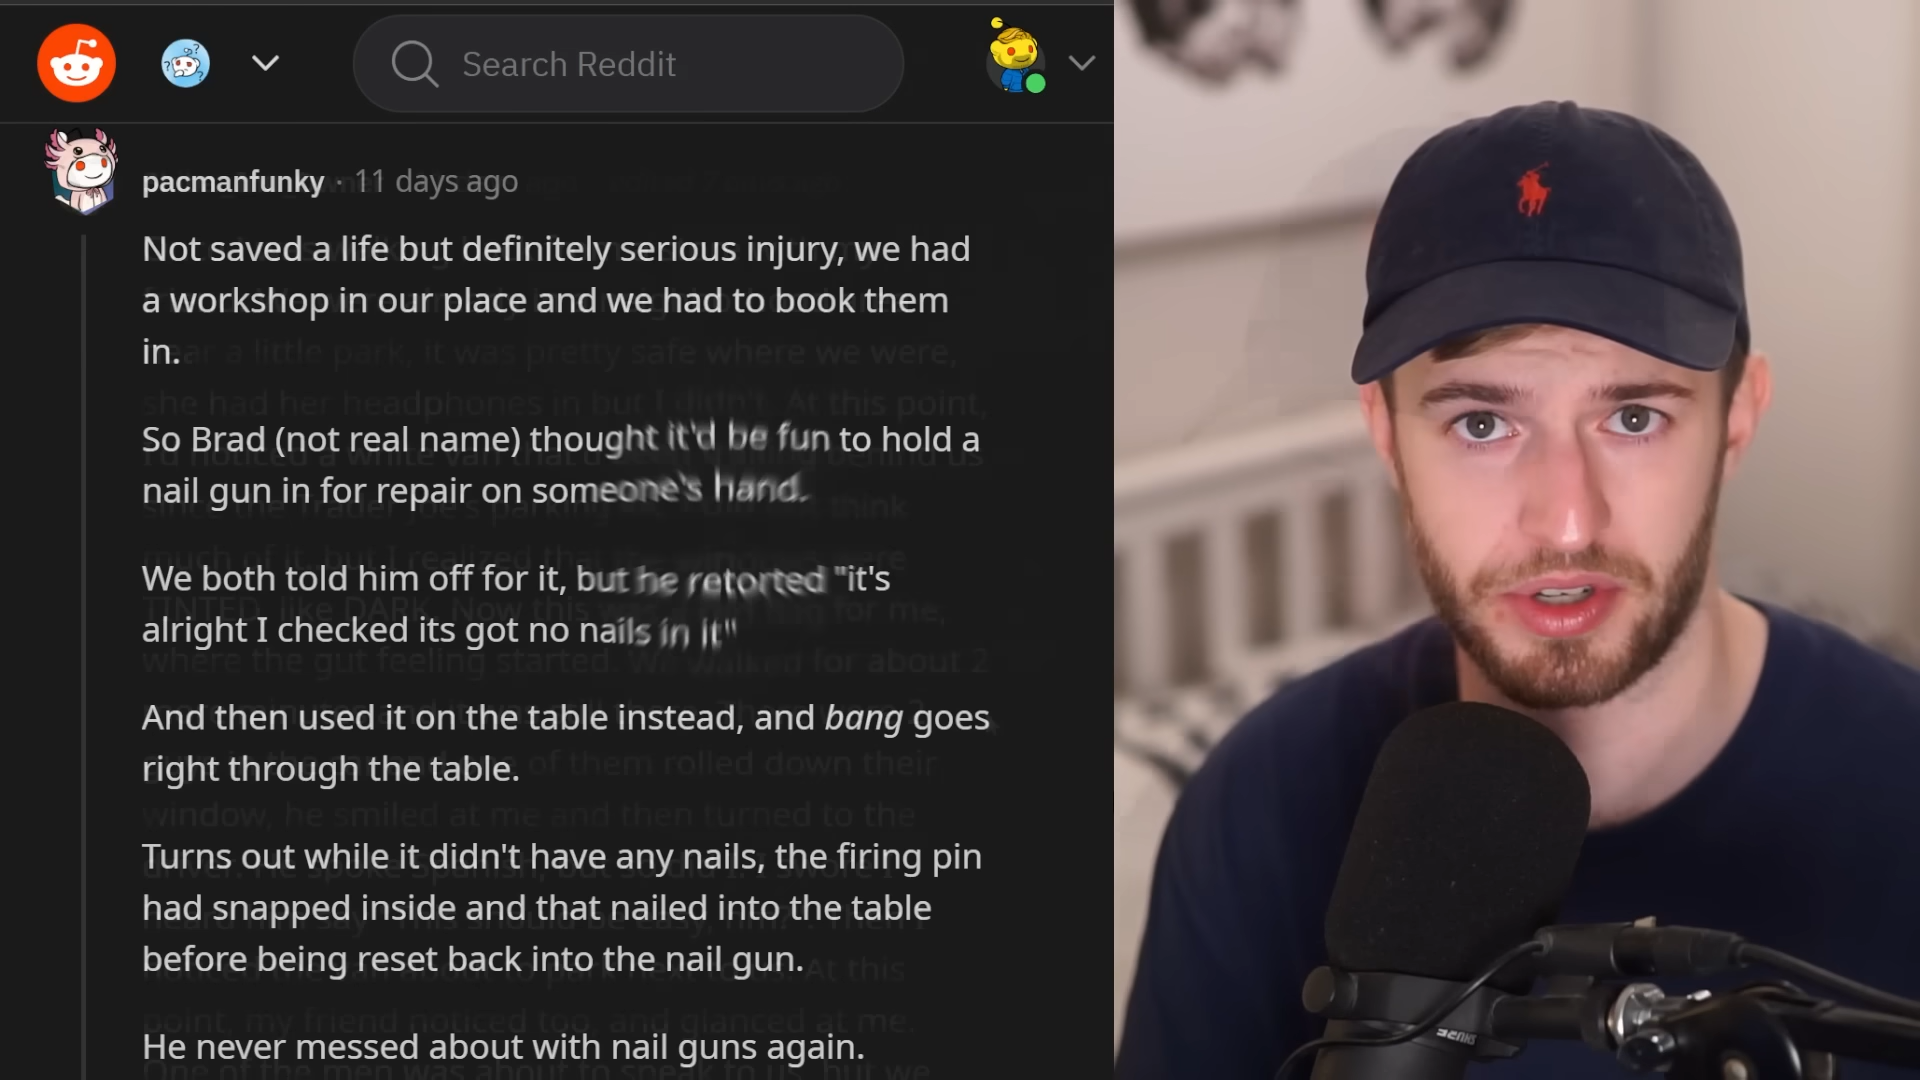 Search Reddit
pacmanfunky · 11 days ago
Not saved a life but definitely serious injury, we had
a workshop in our place and we had to book them
in.
So Brad (not real name) thought it'd be fun to hold a
nail gun in for repair on someone's hand.
We both told him off for it, but he retorted "it's
alright I checked its got no nails in it"
And then used it on the table instead, and bang goes
right through the table.
Turns out while it didn't have any nails, the firing pin
had snapped inside and that nailed into the table
before being reset back into the nail gun.
He never messed about with nail guns again.